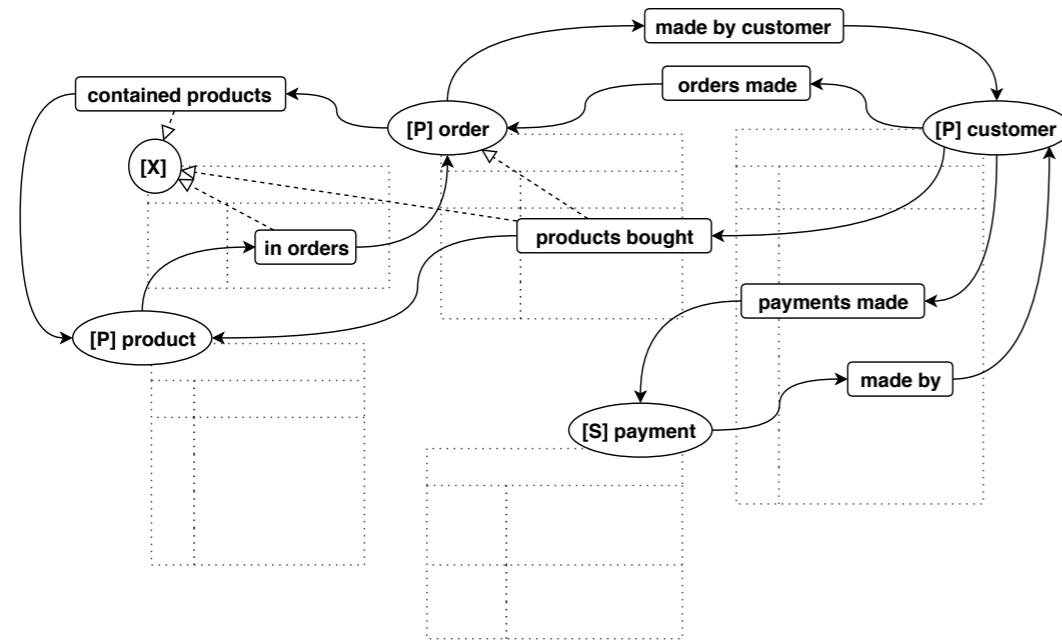 made by customer
orders made
contained products
[P] order
[P] customer
[X]
in orders
products bought
payments made
[P] product
made by
[S] payment